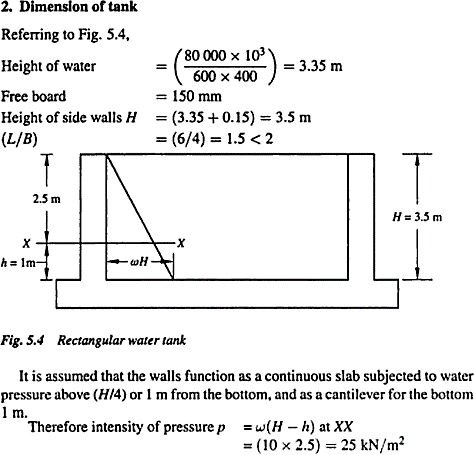 2. Dimension of tank
Referring to Fig. 5.4,
Height of water = (80 000 × 10³ / 600 × 400) = 3.35 m
Free board = 150 mm
Height of side walls H = (3.35 + 0.15) = 3.5 m
(L/B) = (6/4) = 1.5 < 2
2.5 m
H = 3.5 m
X X
h = 1m
ωH
Fig. 5.4 Rectangular water tank
It is assumed that the walls function as a continuous slab subjected to water
pressure above (H/4) or 1 m from the bottom, and as a cantilever for the bottom
1 m.
Therefore intensity of pressure p = ω(H − h) at XX
= (10 × 2.5) = 25 kN/m²